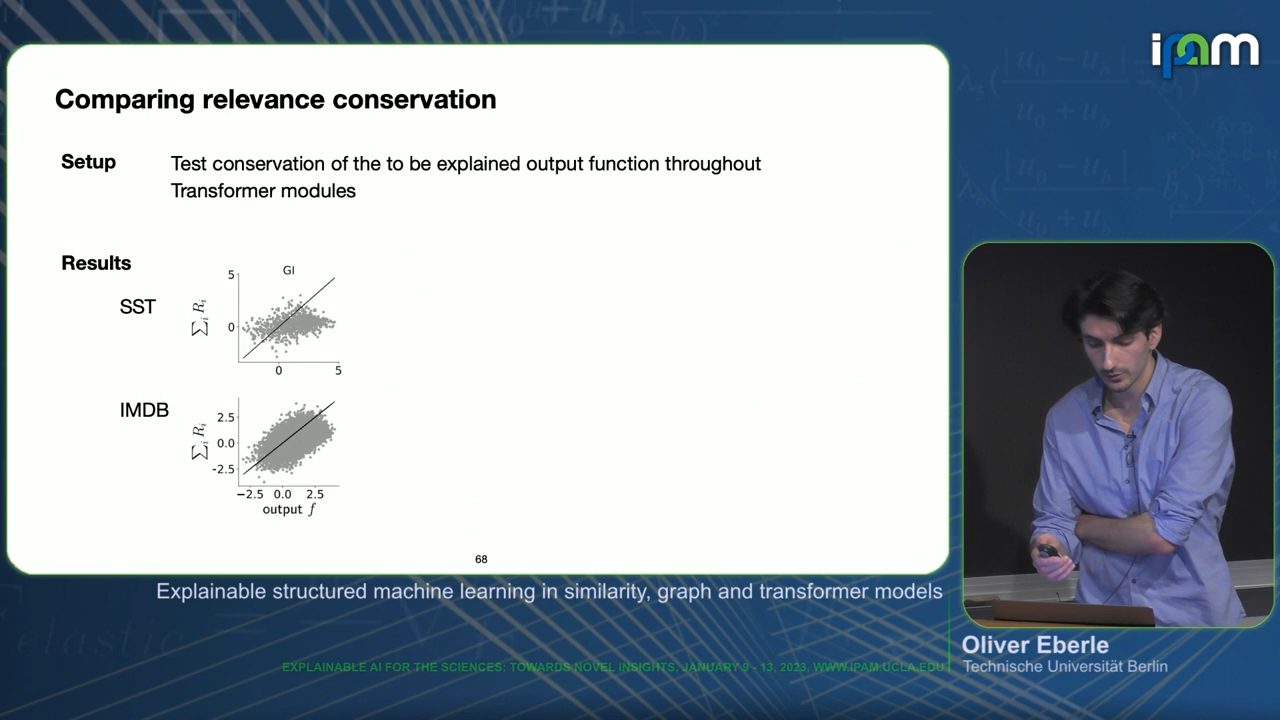 ipam
Comparing relevance conservation
Setup
Test conservation of the to be explained output function throughout
Transformer modules
Results
GI
SST
∑ᵢ Rᵢ
5
0
0
5
IMDB
∑ᵢ Rᵢ
2.5
0.0
-2.5
−2.5 0.0 2.5
output f
68
Explainable structured machine learning in similarity, graph and transformer models
Oliver Eberle
Technische Universität Berlin
EXPLAINABLE AI FOR THE SCIENCES: TOWARDS NOVEL INSIGHTS. JANUARY 9 - 13, 2023, WWW.IPAM.UCLA.EDU
elastic